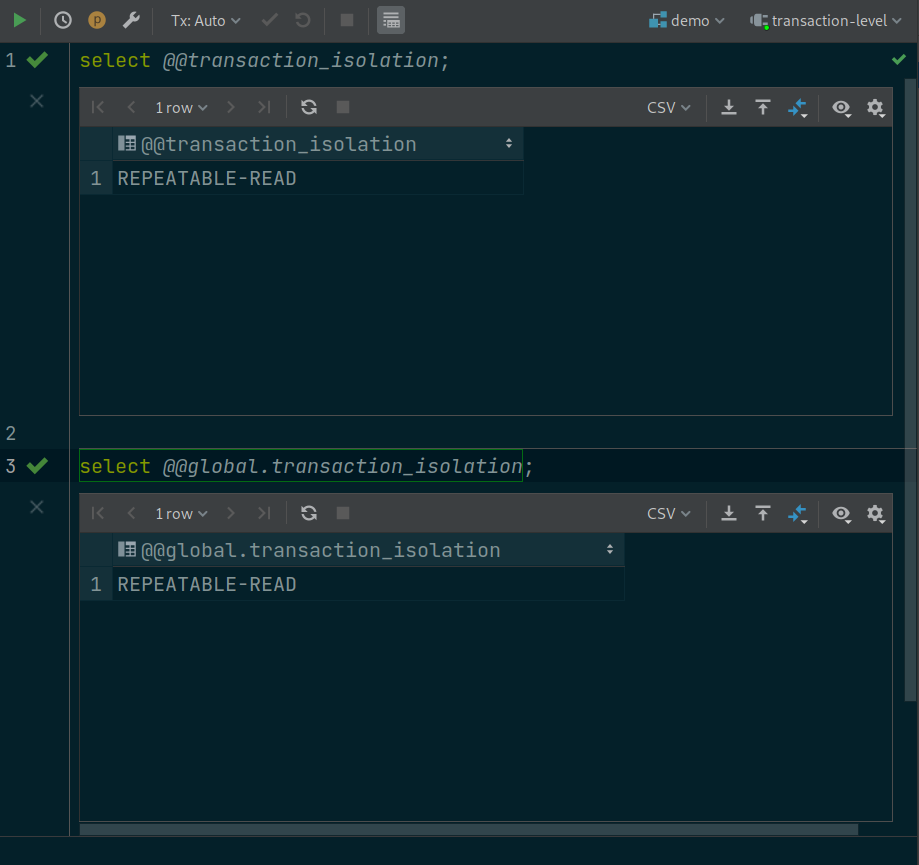 Tx: Auto demo transaction-level
1 select @@transaction_isolation;
1 row CSV
@@transaction_isolation
1 REPEATABLE-READ
2
3 select @@global.transaction_isolation;
1 row CSV
@@global.transaction_isolation
1 REPEATABLE-READ